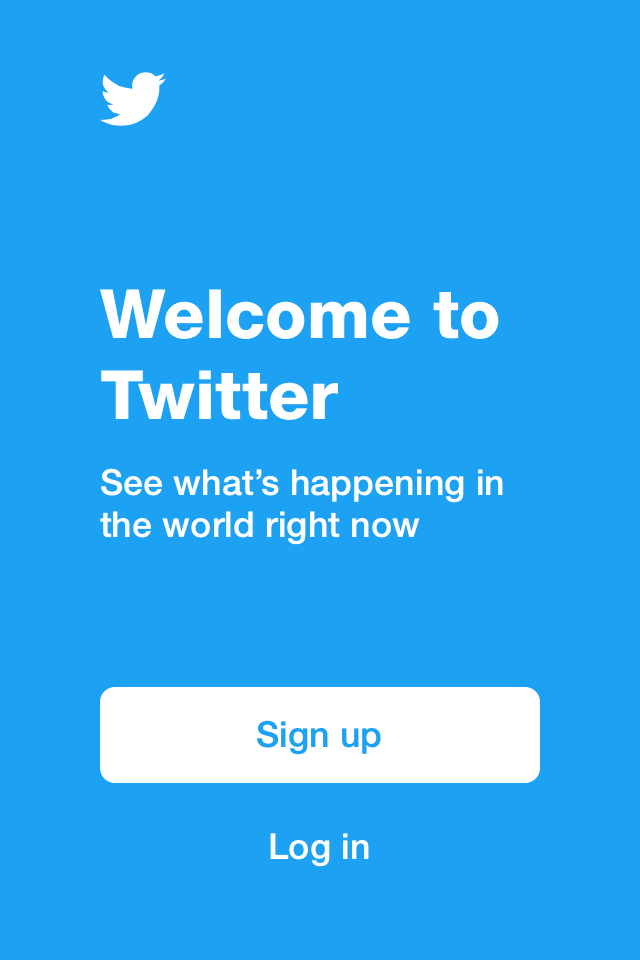 Welcome to
Twitter
See what’s happening in
the world right now
Sign up
Log in